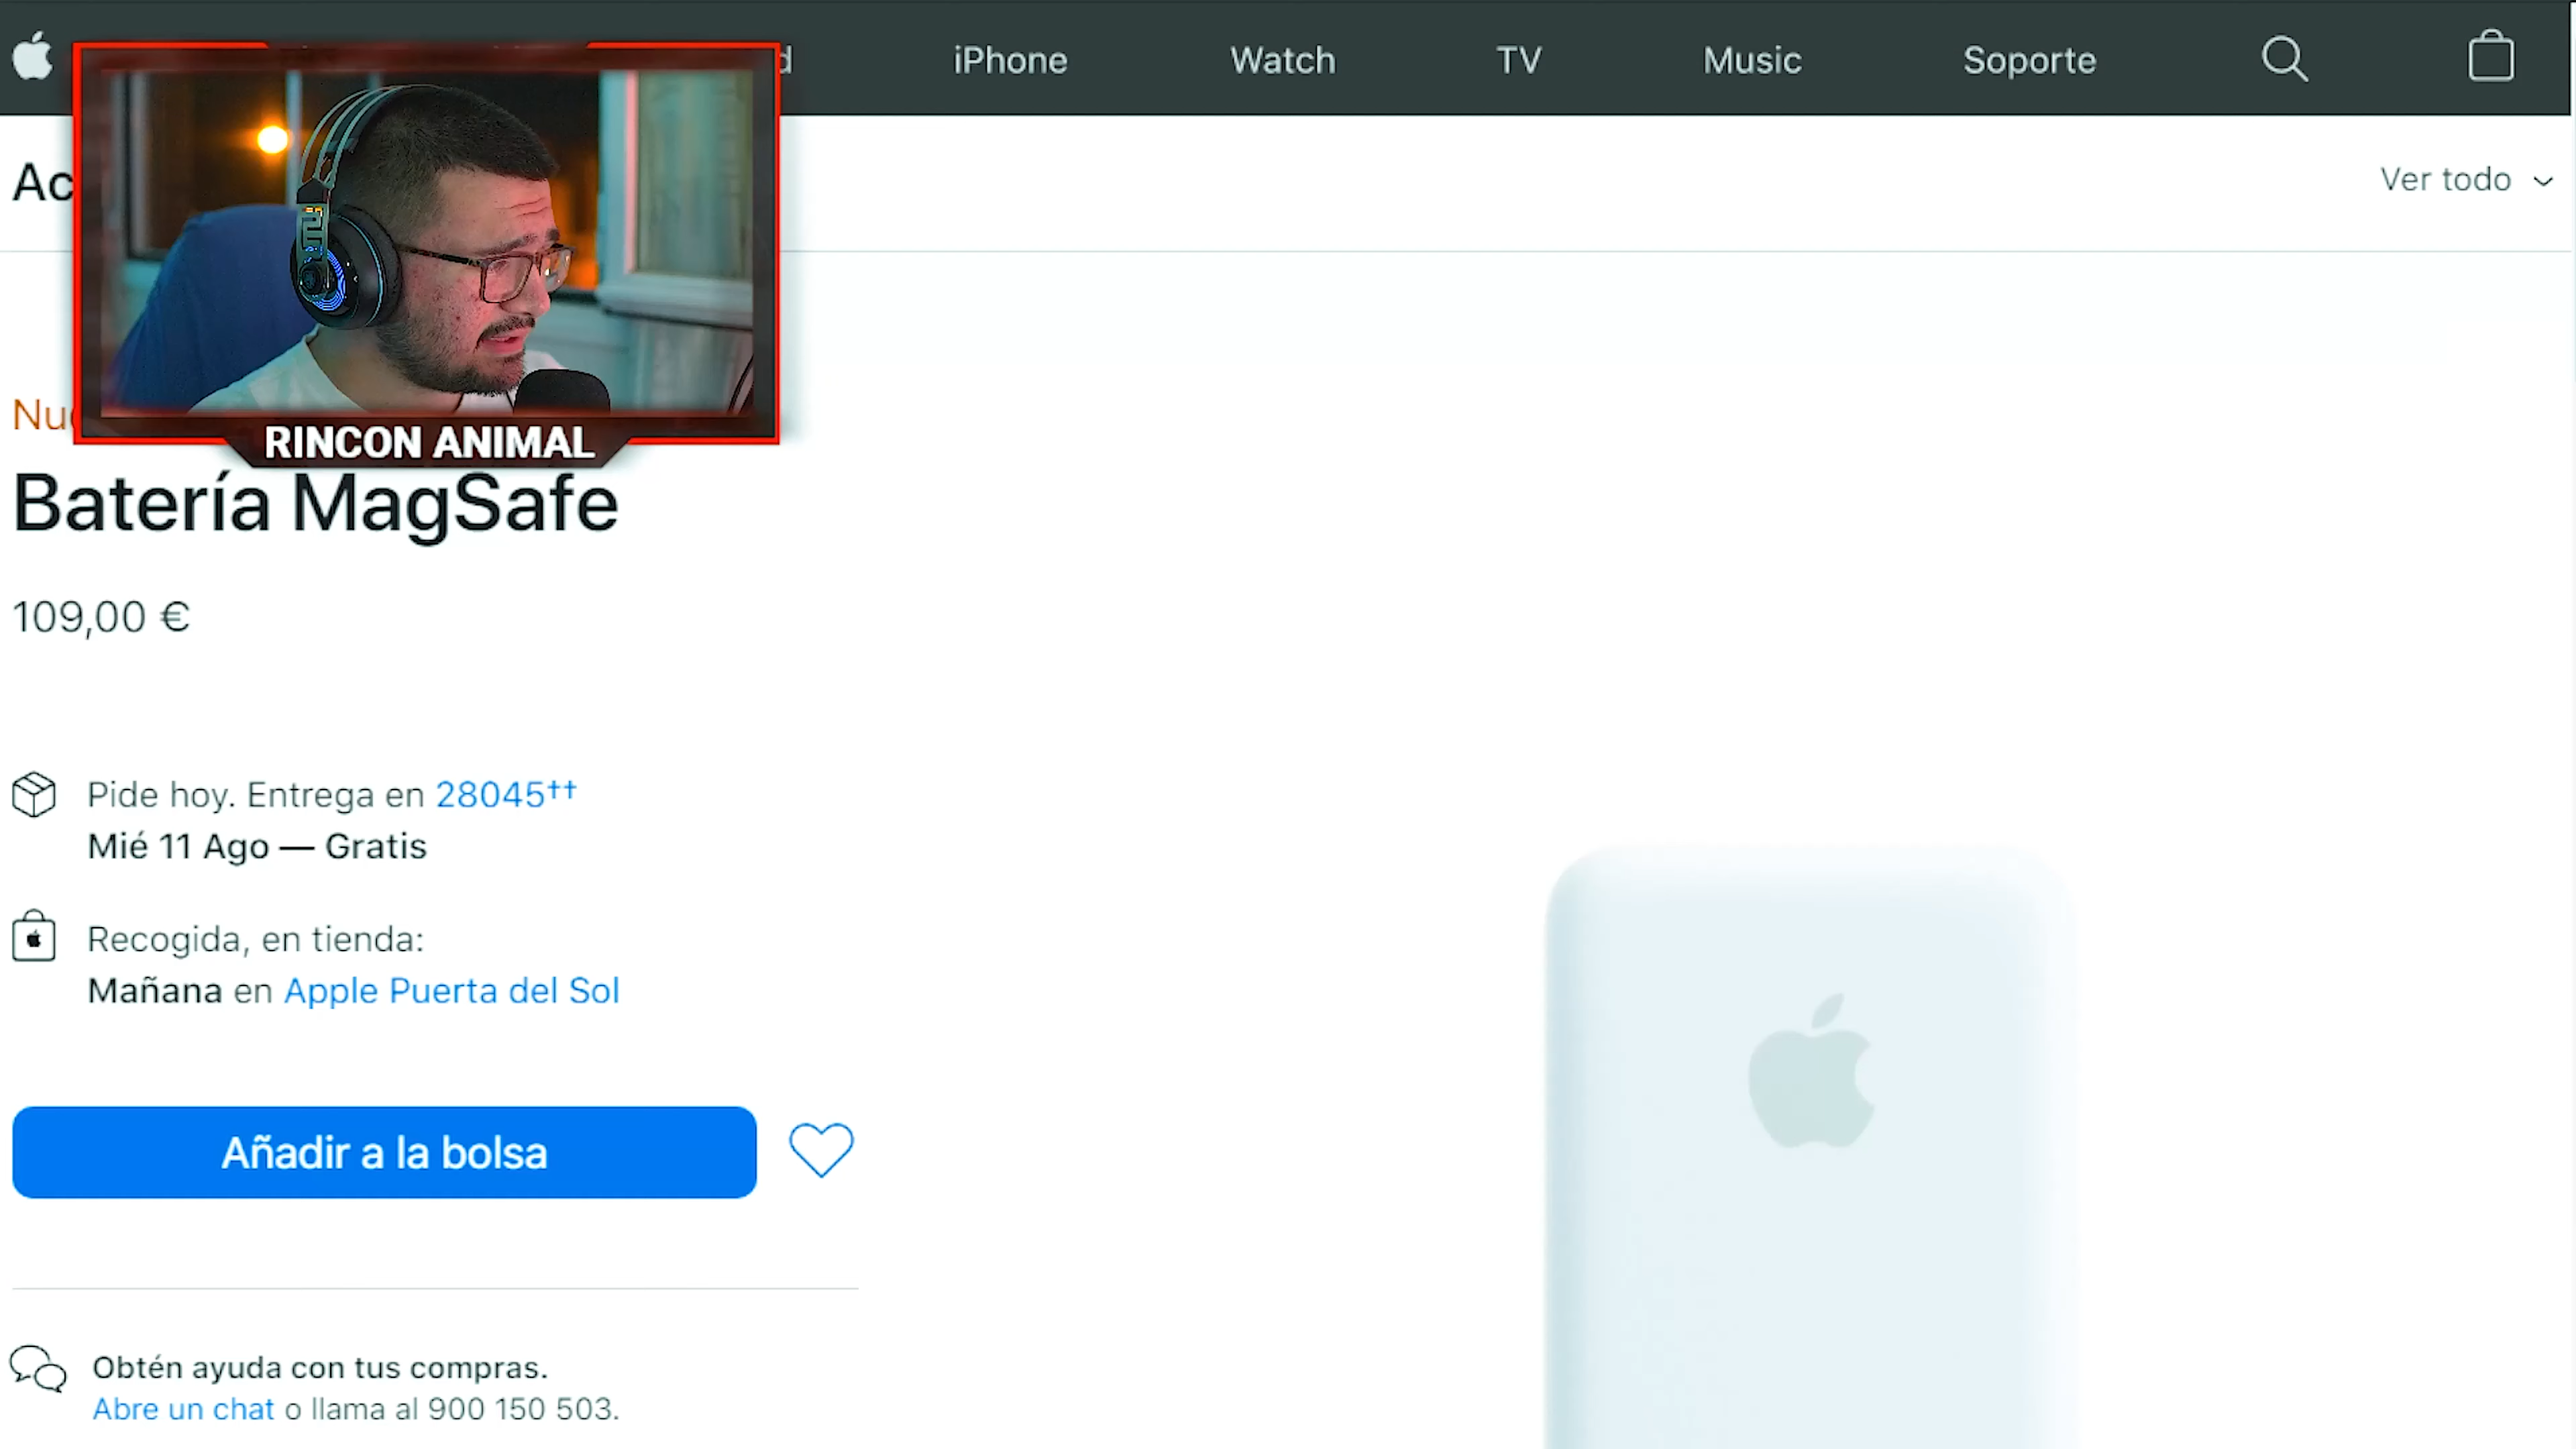 iPhone Watch TV Music Soporte
Ver todo
RINCON ANIMAL
Batería MagSafe
109,00 €
Pide hoy. Entrega en 28045††
Mié 11 Ago — Gratis
Recogida, en tienda:
Mañana en Apple Puerta del Sol
Añadir a la bolsa
Obtén ayuda con tus compras.
Abre un chat o llama al 900 150 503.